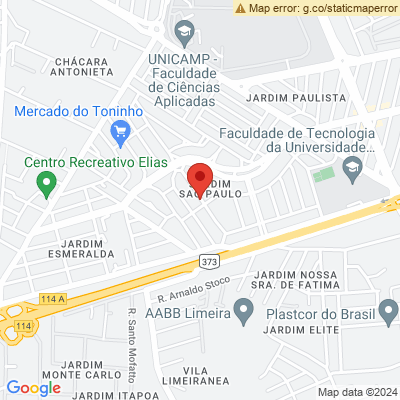 Map error: g.co/staticmaperror
CHÁCARA
ANTONIETA
UNICAMP -
Faculdade
de Ciências
Aplicadas
JARDIM PAULISTA
Mercado do Toninho
Faculdade de Tecnologia
da Universidade...
Centro Recreativo Elias
JARDIM
SÃO PAULO
JARDIM
ESMERALDA
373
JARDIM NOSSA
SRA. DE FATIMA
114 A
R. Arnaldo Stoco
AABB Limeira
Plastcor do Brasil
114
R. Santo Mofatto
JARDIM ELITE
JARDIM
MONTE CARLO
VILA
LIMEIRANEA
JARDIM ITAPOA
Google
Map data ©2024